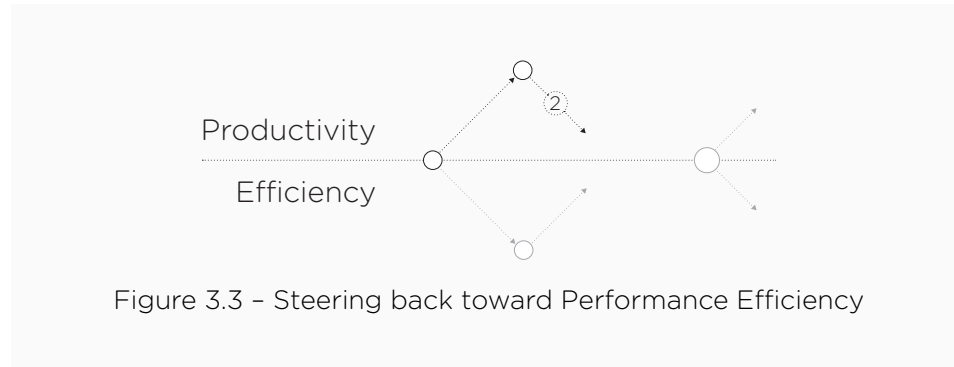 2
Productivity
Efficiency
Figure 3.3 – Steering back toward Performance Efficiency